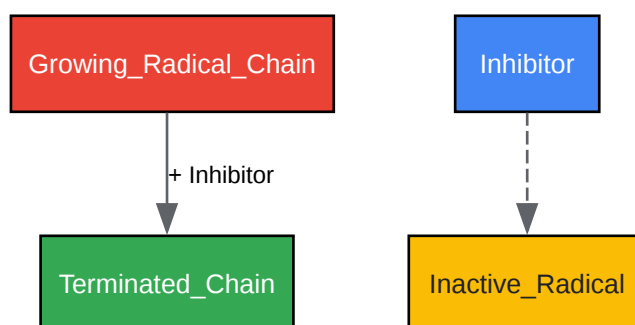 Growing_Radical_Chain
Inhibitor
+ Inhibitor
Terminated_Chain
Inactive_Radical